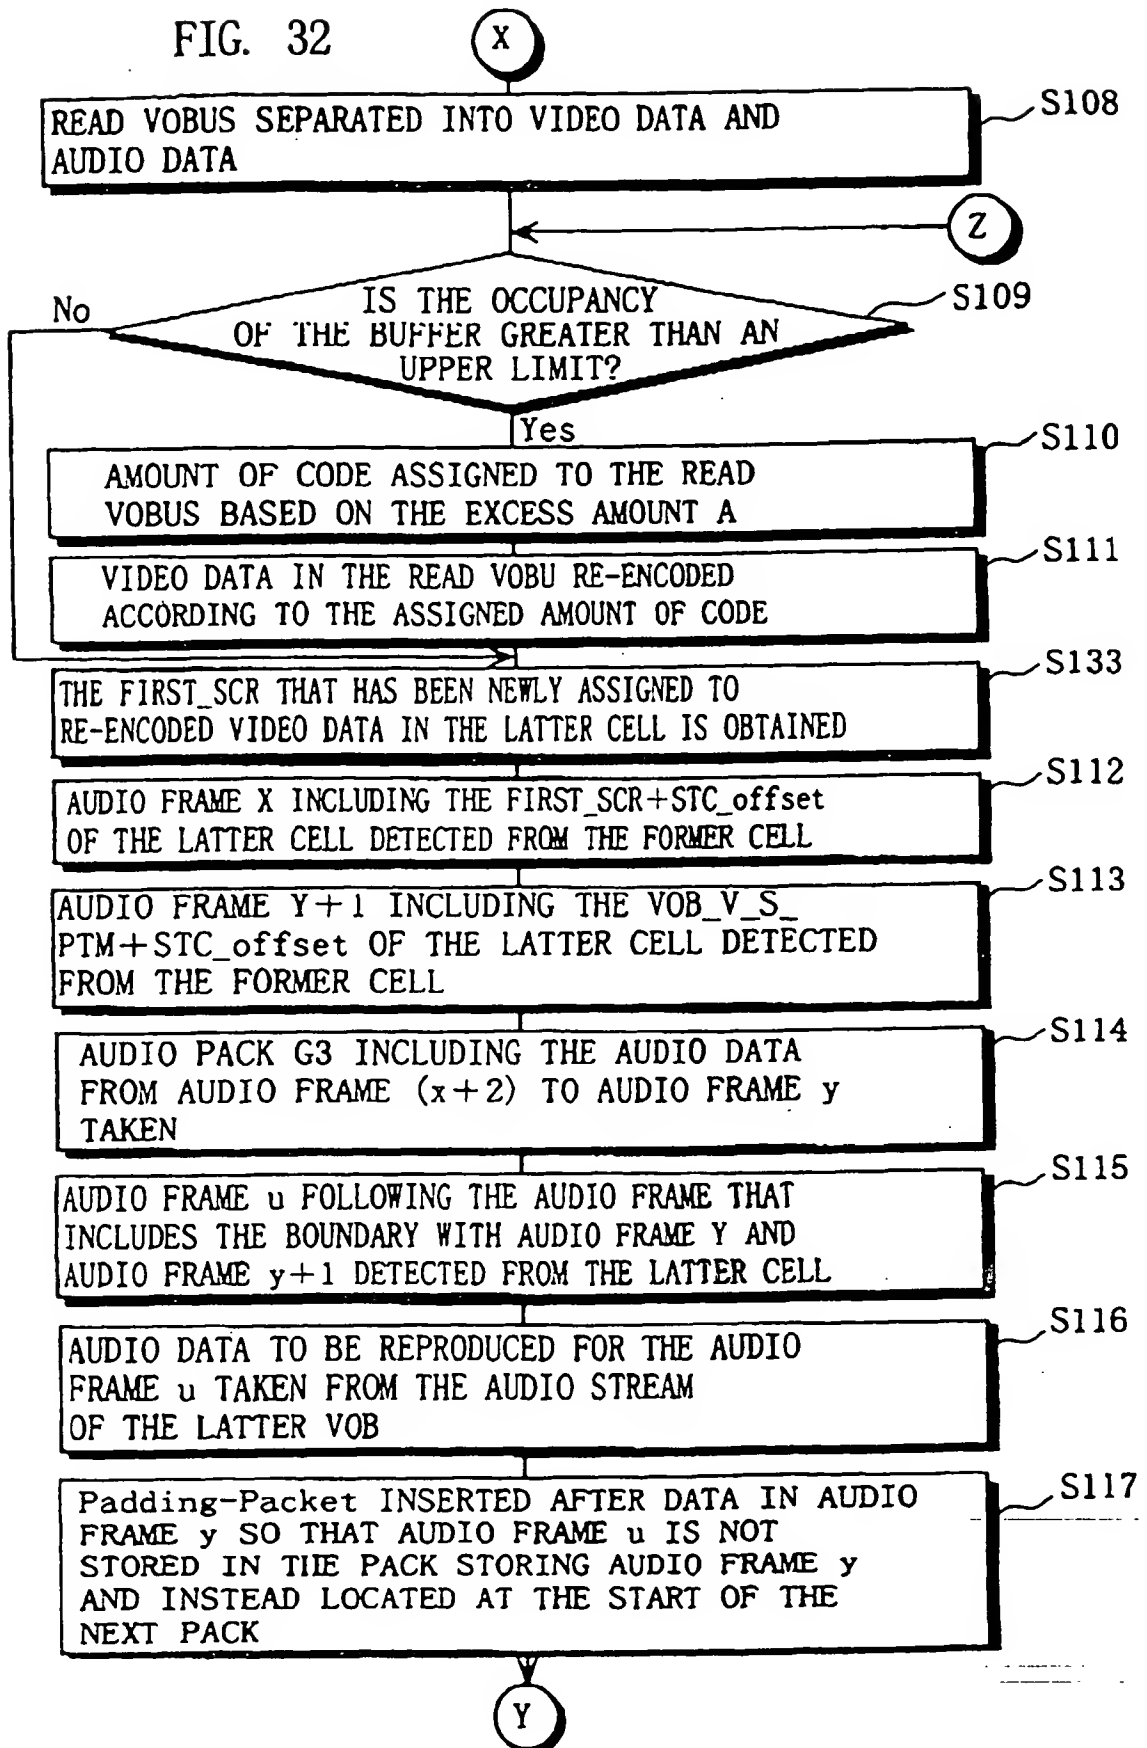 FIG. 32
X
READ VOBUS SEPARATED INTO VIDEO DATA AND
AUDIO DATA
S108
Z
IS THE OCCUPANCY
OF THE BUFFER GREATER THAN AN
UPPER LIMIT?
S109
No
Yes
AMOUNT OF CODE ASSIGNED TO THE READ
VOBUS BASED ON THE EXCESS AMOUNT A
S110
VIDEO DATA IN THE READ VOBU RE-ENCODED
ACCORDING TO THE ASSIGNED AMOUNT OF CODE
S111
THE FIRST_SCR THAT HAS BEEN NEWLY ASSIGNED TO
RE-ENCODED VIDEO DATA IN THE LATTER CELL IS OBTAINED
S133
AUDIO FRAME X INCLUDING THE FIRST_SCR+STC_offset
OF THE LATTER CELL DETECTED FROM THE FORMER CELL
S112
AUDIO FRAME Y+1 INCLUDING THE VOB_V_S_
PTM+STC_offset OF THE LATTER CELL DETECTED
FROM THE FORMER CELL
S113
AUDIO PACK G3 INCLUDING THE AUDIO DATA
FROM AUDIO FRAME (x+2) TO AUDIO FRAME y
TAKEN
S114
AUDIO FRAME u FOLLOWING THE AUDIO FRAME THAT
INCLUDES THE BOUNDARY WITH AUDIO FRAME Y AND
AUDIO FRAME y+1 DETECTED FROM THE LATTER CELL
S115
AUDIO DATA TO BE REPRODUCED FOR THE AUDIO
FRAME u TAKEN FROM THE AUDIO STREAM
OF THE LATTER VOB
S116
Padding-Packet INSERTED AFTER DATA IN AUDIO
FRAME y SO THAT AUDIO FRAME u IS NOT
STORED IN THE PACK STORING AUDIO FRAME y
AND INSTEAD LOCATED AT THE START OF THE
NEXT PACK
S117
Y